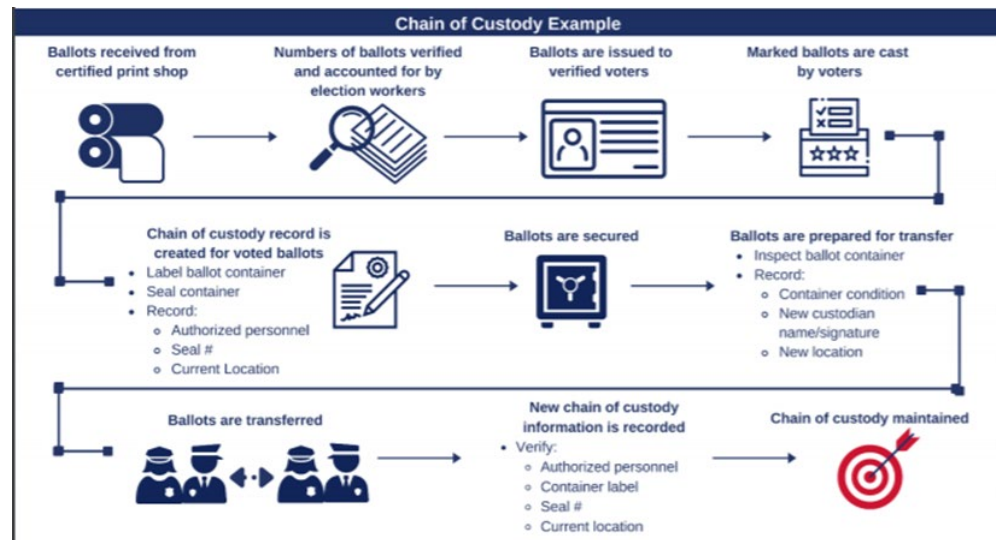 Chain of Custody Example
Ballots received from
certified print shop
Numbers of ballots verified
and accounted for by
election workers
Ballots are issued to
verified voters
Marked ballots are cast
by voters
Chain of custody record is
created for voted ballots
• Label ballot container
• Seal container
• Record:
∘ Authorized personnel
∘ Seal #
∘ Current Location
Ballots are secured
Ballots are prepared for transfer
• Inspect ballot container
• Record:
∘ Container condition
∘ New custodian
name/signature
∘ New location
Ballots are transferred
New chain of custody
information is recorded
• Verify:
∘ Authorized personnel
∘ Container label
∘ Seal #
∘ Current location
Chain of custody maintained